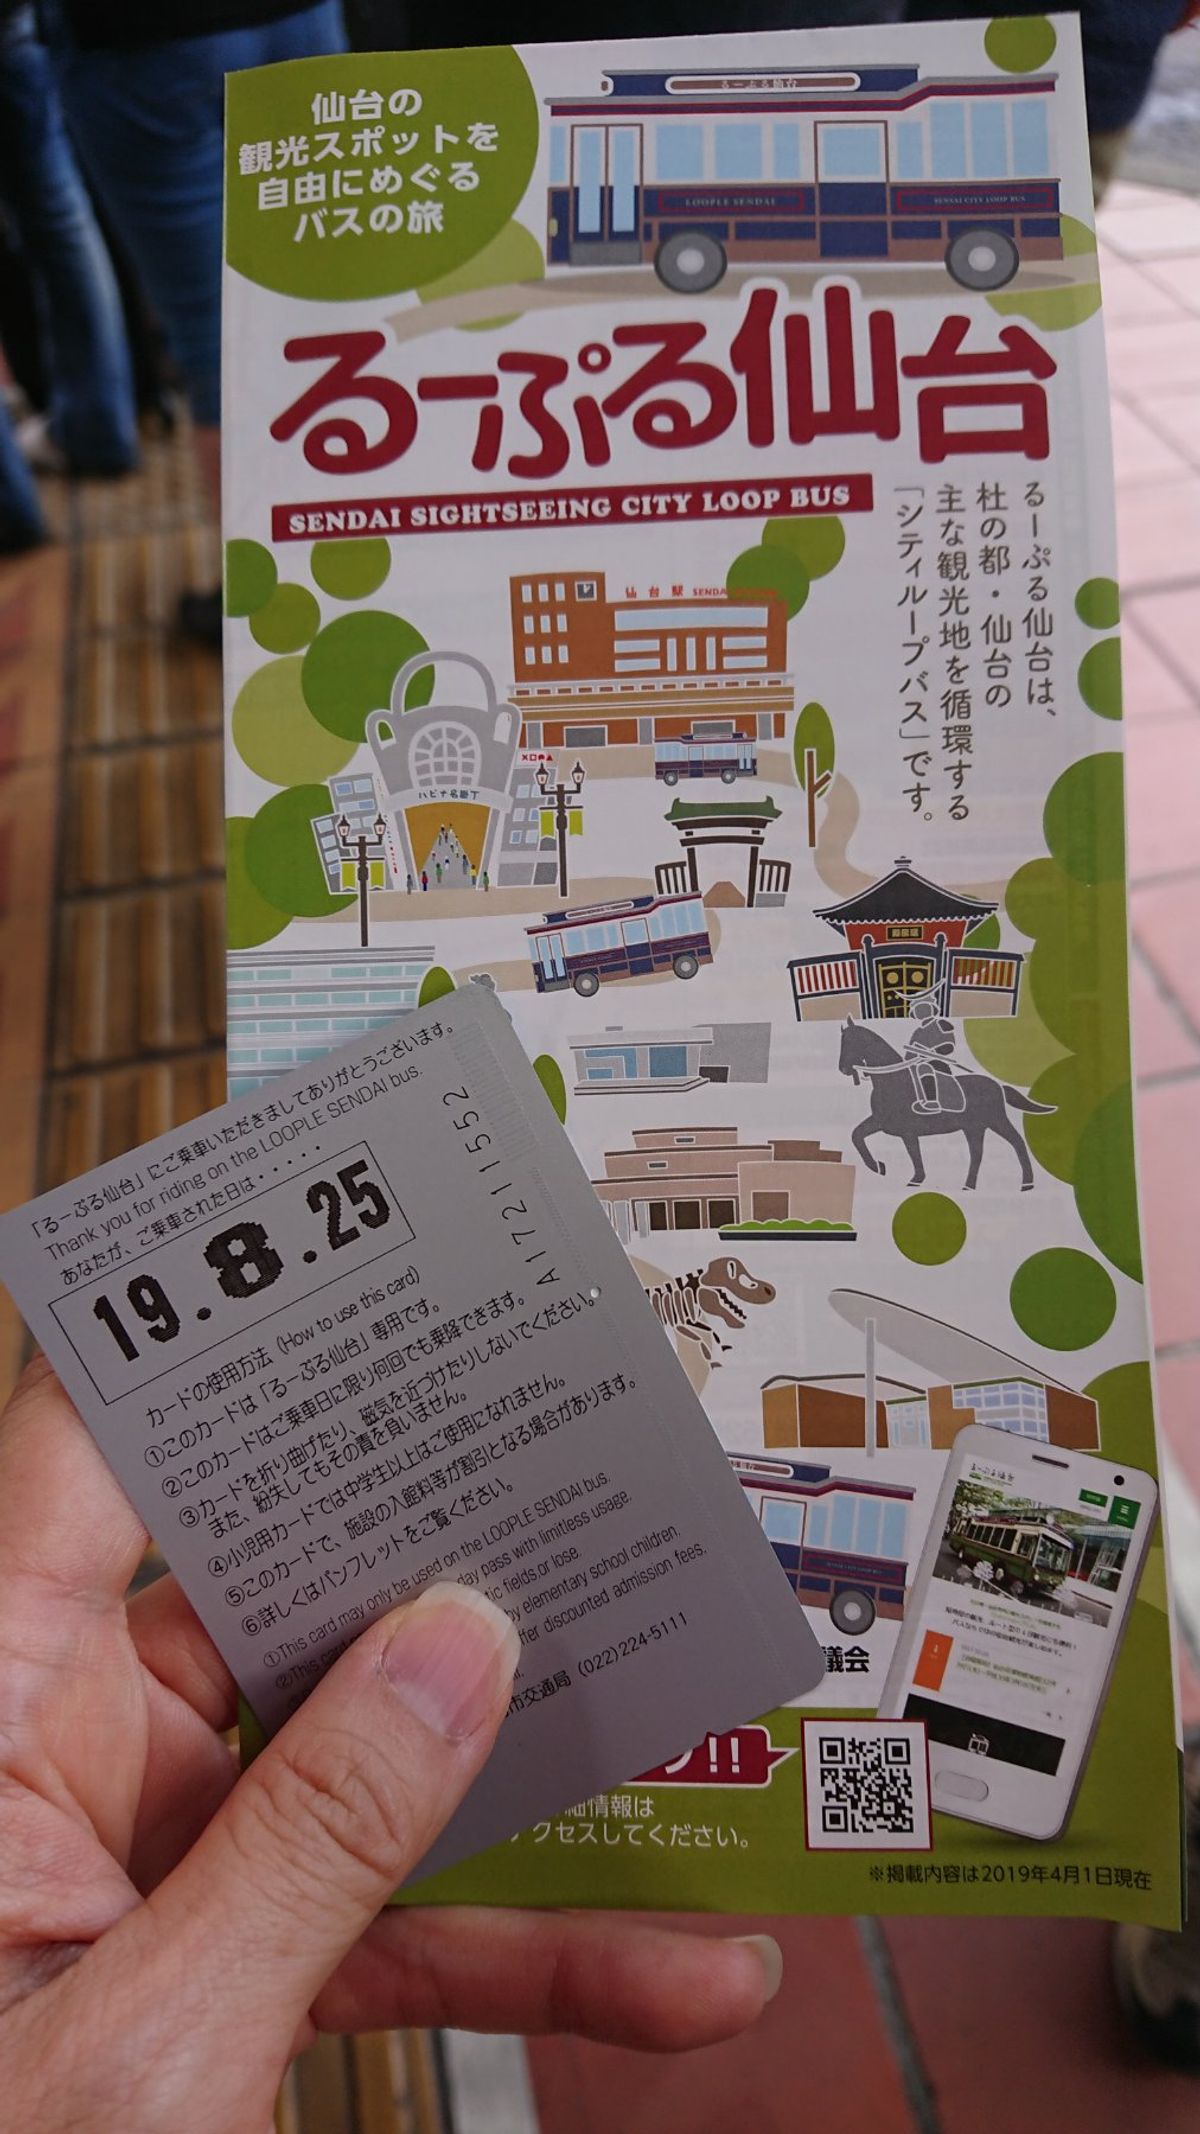 仙台の
観光スポットを
自由にめぐる
バスの旅
るーぷる仙台
LOOPLE SENDAI
SENDAI CITY LOOP BUS
るーぷる仙台
SENDAI SIGHTSEEING CITY LOOP BUS
るーぷる仙台は、
杜の都・仙台の
主な観光地を循環する
「シティループバス」です。
仙台駅 SENDA
ハピナ名掛丁
「るーぷる仙台」にご乗車いただきましてありがとうございます。
Thank you for riding on the LOOPLE SENDAI bus.
あなたが、ご乗車された日は・・・・・
19.8.25
A1721552
カードの使用方法 (How to use this card)
①このカードは「るーぷる仙台」専用です。
②このカードはご乗車日に限り何回でも乗降できます。
③カードを折り曲げたり、磁気を近づけたりしないでください。
また、紛失してもその責を負いません。
④小児用カードでは中学生以上はご使用になれません。
⑤このカードで、施設の入館料等が割引となる場合があります。
⑥詳しくはパンフレットをご覧ください。
①This card may only be used on the LOOPLE SENDAI bus.
②This card day pass with limitless usage.
tic fields or lose.
by elementary school children.
ffer discounted admission fees.
市交通局 (022)224-5111
議会
!!
細情報は
クセスしてください。
※掲載内容は2019年4月1日現在